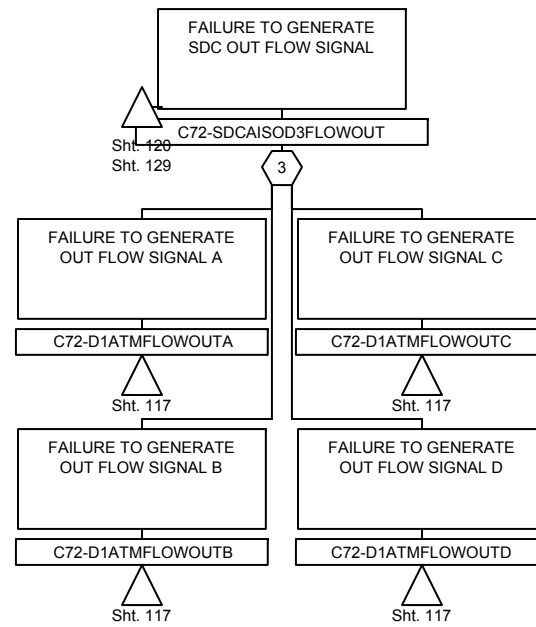 FAILURE TO GENERATE
SDC OUT FLOW SIGNAL
C72-SDCAISOD3FLOWOUT
Sht. 120
Sht. 129
3
FAILURE TO GENERATE
OUT FLOW SIGNAL A
C72-D1ATMFLOWOUTA
Sht. 117
FAILURE TO GENERATE
OUT FLOW SIGNAL C
C72-D1ATMFLOWOUTC
Sht. 117
FAILURE TO GENERATE
OUT FLOW SIGNAL B
C72-D1ATMFLOWOUTB
Sht. 117
FAILURE TO GENERATE
OUT FLOW SIGNAL D
C72-D1ATMFLOWOUTD
Sht. 117